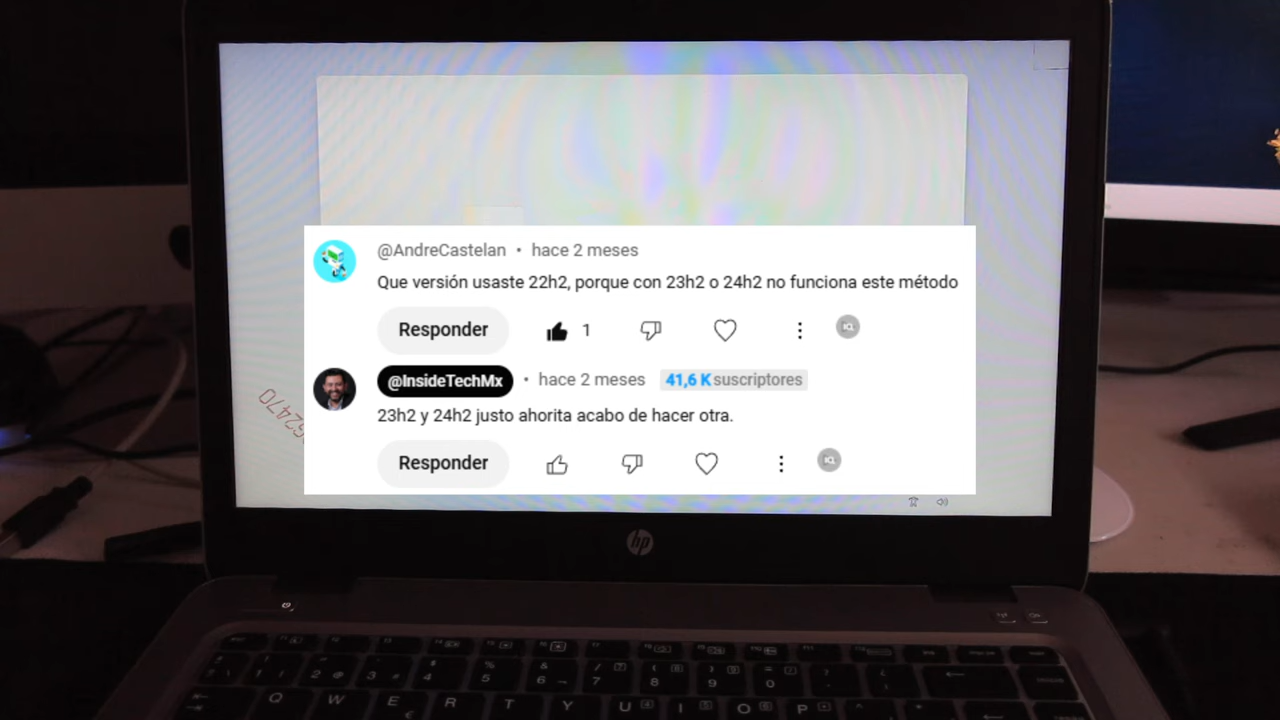 @AndreCastelan • hace 2 meses
Que versión usaste 22h2, porque con 23h2 o 24h2 no funciona este método
Responder 1
@InsideTechMx • hace 2 meses 41,6 K suscriptores
23h2 y 24h2 justo ahorita acabo de hacer otra.
Responder
62470
hp
Q W E R T Y U I O P